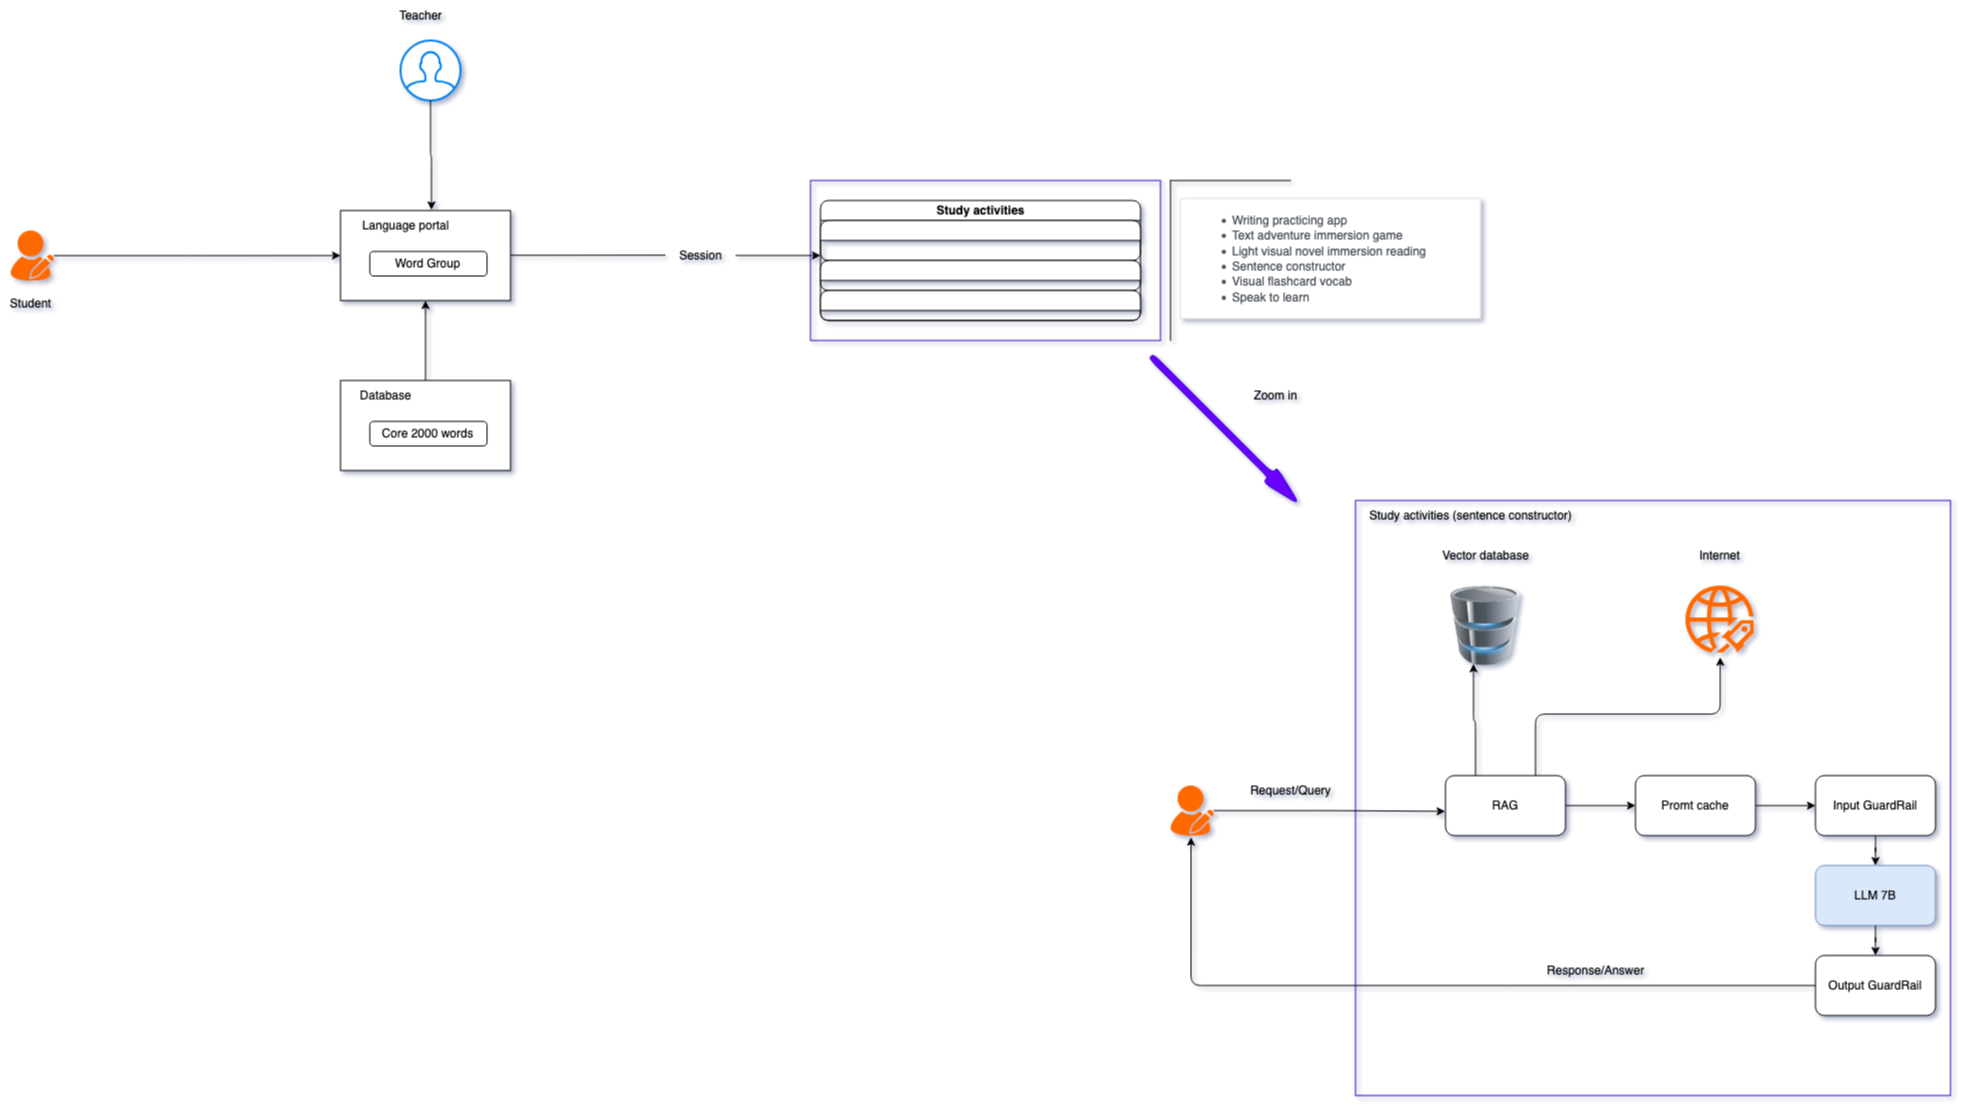 Teacher
Language portal
Word Group
Student
Session
Study activities
Writing practicing app
Text adventure immersion game
Light visual novel immersion reading
Sentence constructor
Visual flashcard vocab
Speak to learn
Database
Core 2000 words
Zoom in
Study activities (sentence constructor)
Vector database
Internet
Request/Query
RAG
Promt cache
Input GuardRail
LLM 7B
Response/Answer
Output GuardRail